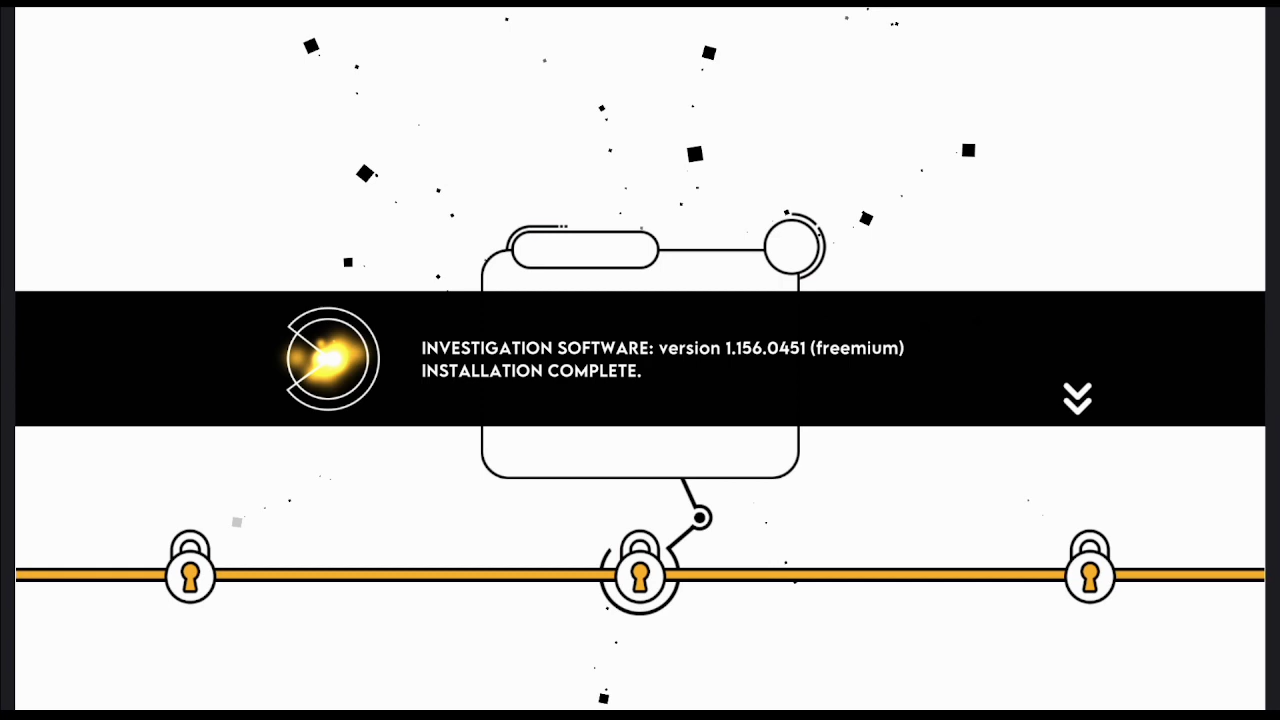 INVESTIGATION SOFTWARE: version 1.156.0451 (freemium)
INSTALLATION COMPLETE.